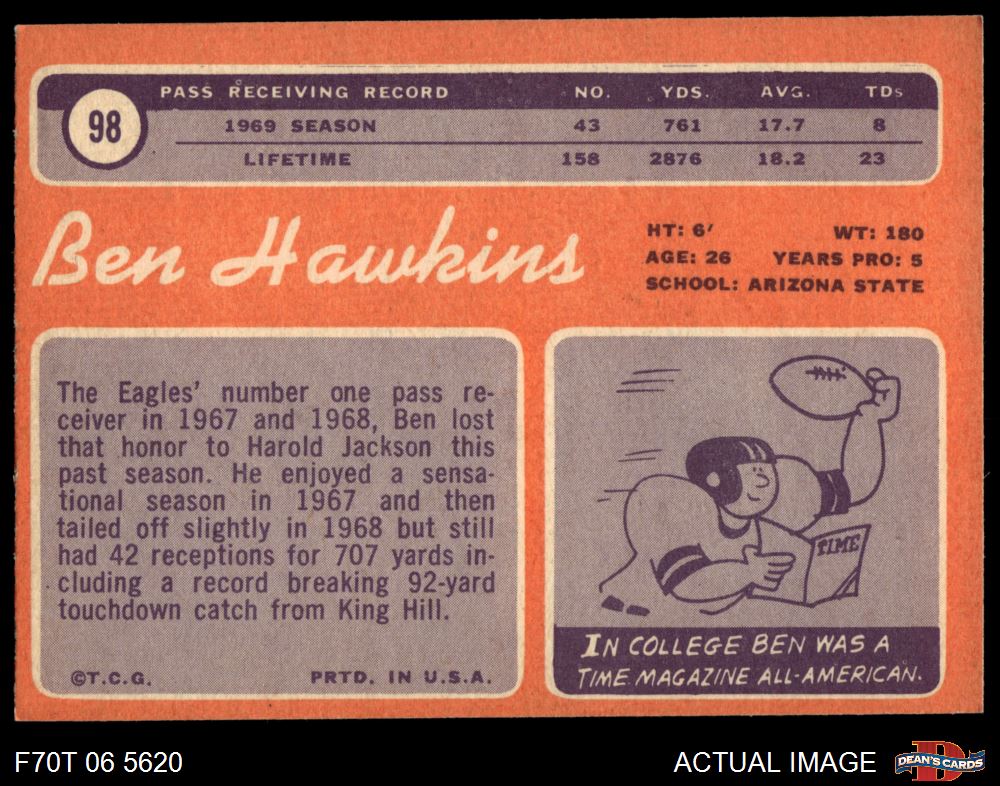 98
PASS RECEIVING RECORD NO. YDS. AVG. TDs
1969 SEASON 43 761 17.7 8
LIFETIME 158 2876 18.2 23
Ben Hawkins
HT: 6′ WT: 180
AGE: 26 YEARS PRO: 5
SCHOOL: ARIZONA STATE
The Eagles' number one pass re-
ceiver in 1967 and 1968, Ben lost
that honor to Harold Jackson this
past season. He enjoyed a sensa-
tional season in 1967 and then
tailed off slightly in 1968 but still
had 42 receptions for 707 yards in-
cluding a record breaking 92-yard
touchdown catch from King Hill.
©T.C.G. PRTD. IN U.S.A.
TIME
IN COLLEGE BEN WAS A
TIME MAGAZINE ALL-AMERICAN.
F70T 06 5620 ACTUAL IMAGE
D
DEAN'S CARDS